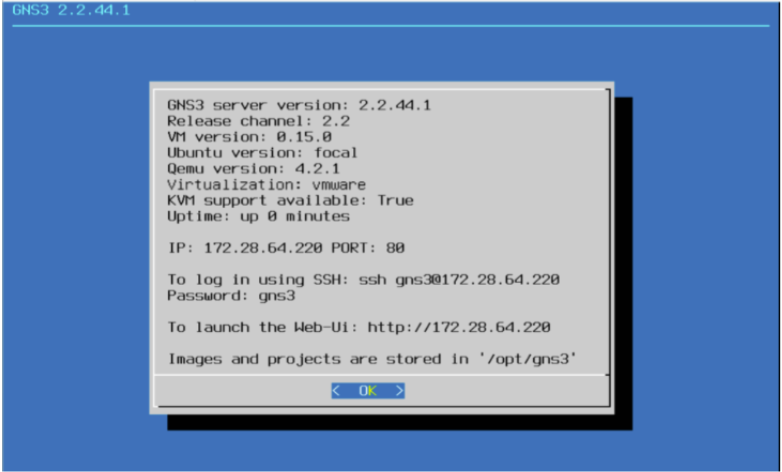 GNS3 2.2.44.1
GNS3 server version: 2.2.44.1
Release channel: 2.2
VM version: 0.15.0
Ubuntu version: focal
Qemu version: 4.2.1
Virtualization: vmware
KVM support available: True
Uptime: up 0 minutes
IP: 172.28.64.220 PORT: 80
To log in using SSH: ssh gns3@172.28.64.220
Password: gns3
To launch the Web-Ui: http://172.28.64.220
Images and projects are stored in '/opt/gns3'
< OK >